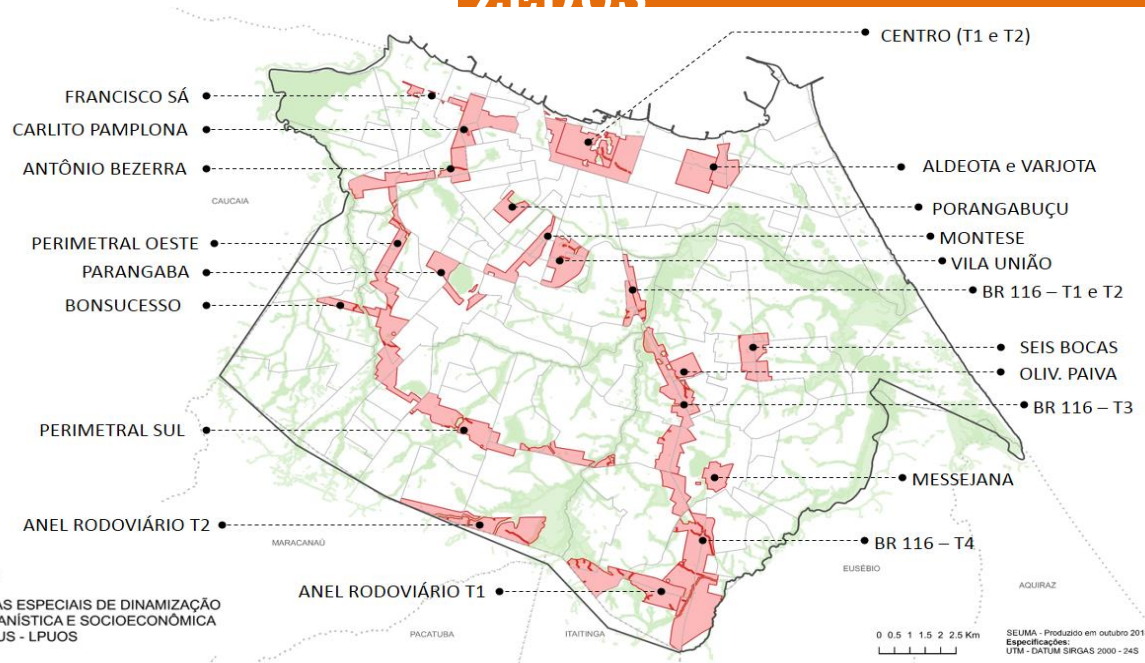 CENTRO (T1 e T2)
FRANCISCO SÁ
CARLITO PAMPLONA
ANTÔNIO BEZERRA
ALDEOTA e VARJOTA
CAUCAIA
PORANGABUÇU
PERIMETRAL OESTE
MONTESE
PARANGABA
VILA UNIÃO
BONSUCESSO
BR 116 – T1 e T2
SEIS BOCAS
OLIV. PAIVA
BR 116 – T3
PERIMETRAL SUL
MESSEJANA
ANEL RODOVIÁRIO T2
MARACANAÚ
BR 116 – T4
EUSÉBIO
AQUIRAZ
ANEL RODOVIÁRIO T1
AS ESPECIAIS DE DINAMIZAÇÃO
ANÍSTICA E SOCIOECONÔMICA
US - LPUOS
PACATUBA
ITAITINGA
0 0.5 1 1.5 2 2.5 Km
SEUMA - Produzido em outubro 201
Especificações:
UTM - DATUM SIRGAS 2000 - 24S